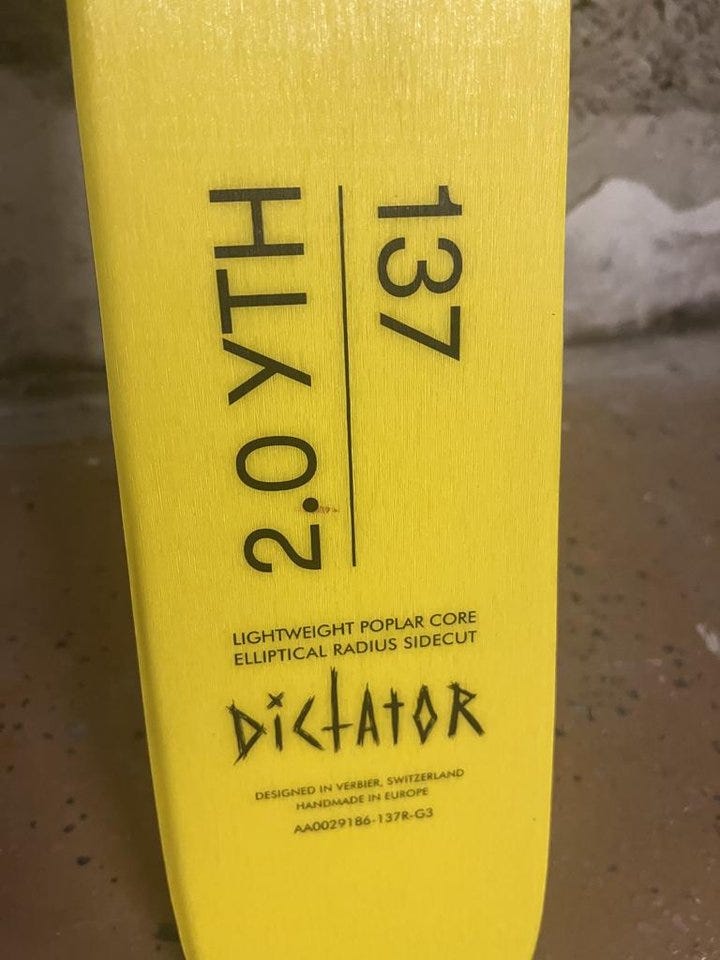 2.0 YTH
137
LIGHTWEIGHT POPLAR CORE
ELLIPTICAL RADIUS SIDECUT
DICTATOR
DESIGNED IN VERBIER, SWITZERLAND
HANDMADE IN EUROPE
AA0029186-137R-G3